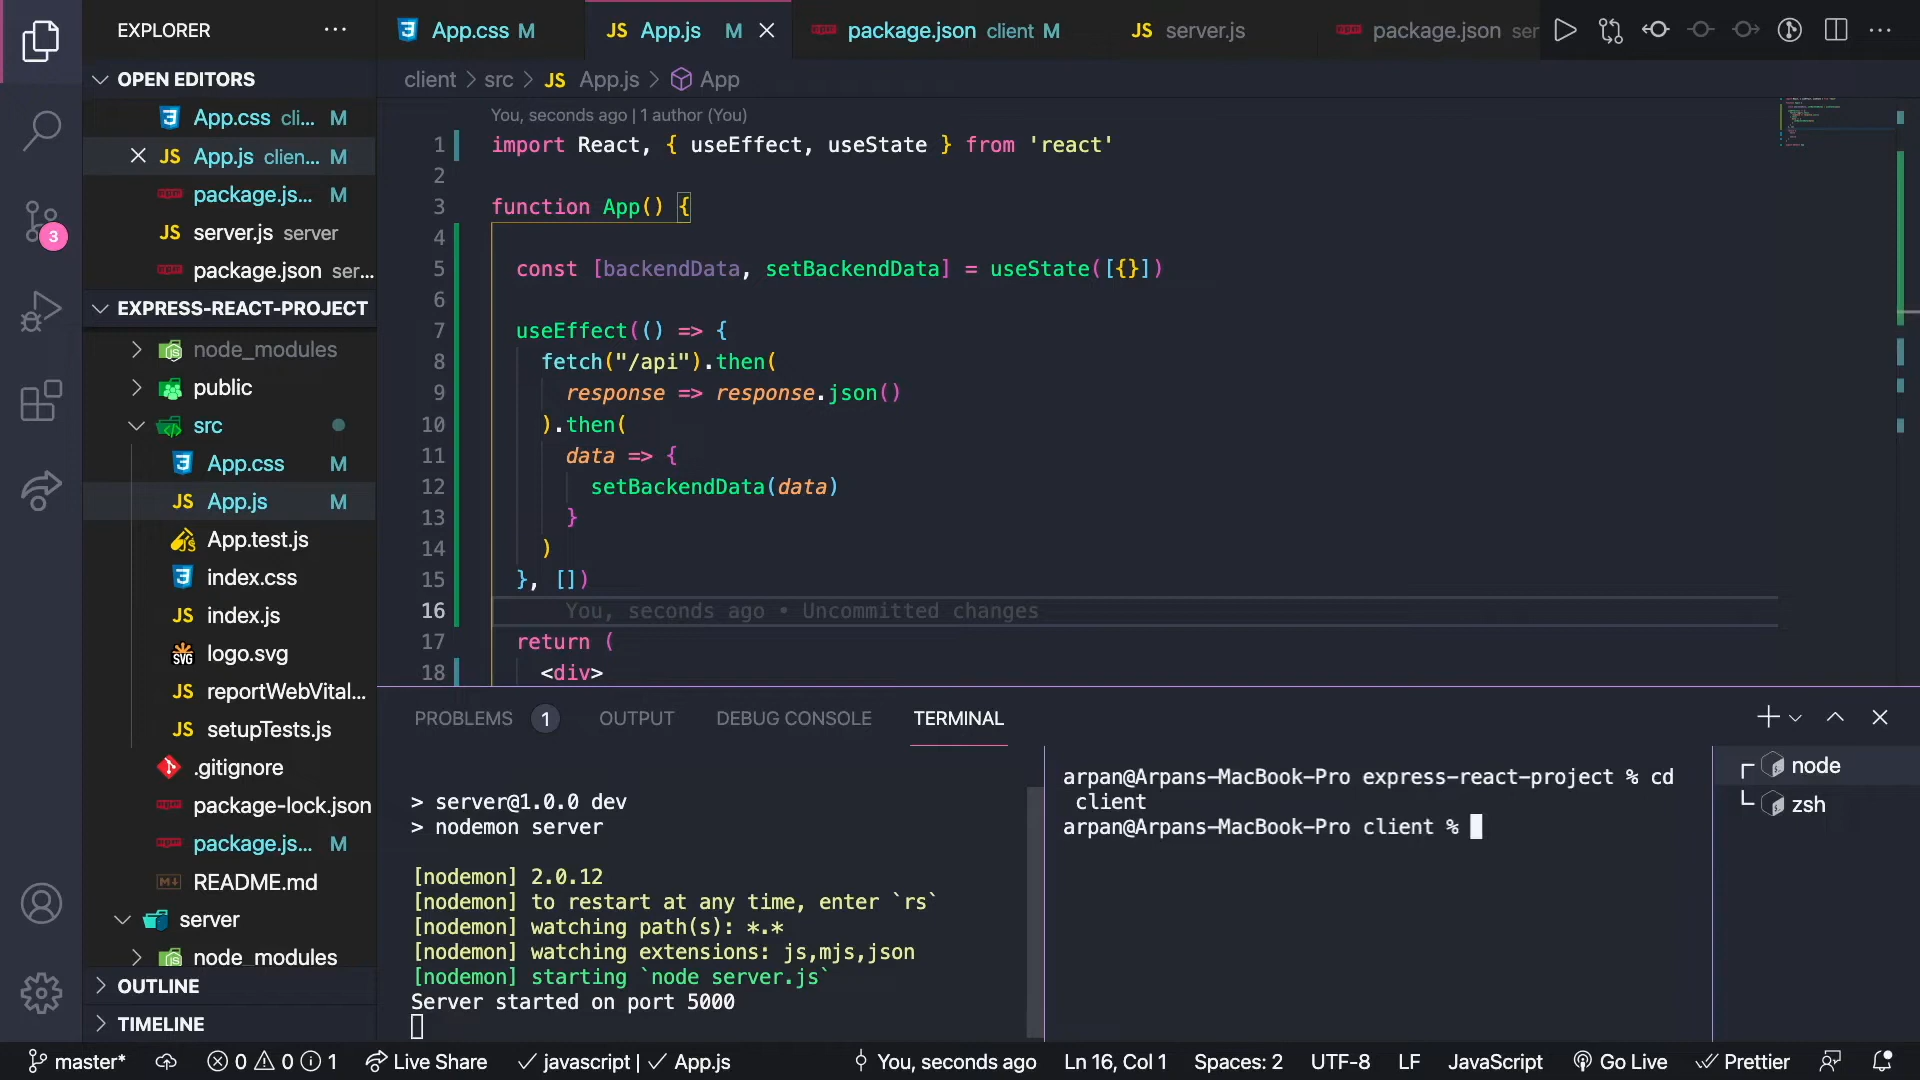 EXPLORER
OPEN EDITORS
App.css cli... M
App.js clien... M
package.js... M
server.js server
package.json ser...
EXPRESS-REACT-PROJECT
node_modules
public
src
App.css M
App.js M
App.test.js
index.css
index.js
logo.svg
reportWebVital...
setupTests.js
.gitignore
package-lock.json
package.js... M
README.md
server
node_modules
OUTLINE
TIMELINE
3
App.css M
JS App.js M
package.json client M
JS server.js
package.json ser
client > src > JS App.js > App
You, seconds ago | 1 author (You)
1 import React, { useEffect, useState } from 'react'
2
3 function App() {
4
5 const [backendData, setBackendData] = useState([{}])
6
7 useEffect(() => {
8 fetch("/api").then(
9 response => response.json()
10 ).then(
11 data => {
12 setBackendData(data)
13 }
14 )
15 }, [])
16 You, seconds ago • Uncommitted changes
17 return (
18 <div>
PROBLEMS 1 OUTPUT DEBUG CONSOLE TERMINAL
> server@1.0.0 dev
> nodemon server
[nodemon] 2.0.12
[nodemon] to restart at any time, enter `rs`
[nodemon] watching path(s): *.*
[nodemon] watching extensions: js,mjs,json
[nodemon] starting `node server.js`
Server started on port 5000
arpan@Arpans-MacBook-Pro express-react-project % cd
client
arpan@Arpans-MacBook-Pro client %
node
zsh
master* 0 0 1 Live Share javascript | App.js You, seconds ago Ln 16, Col 1 Spaces: 2 UTF-8 LF JavaScript Go Live Prettier